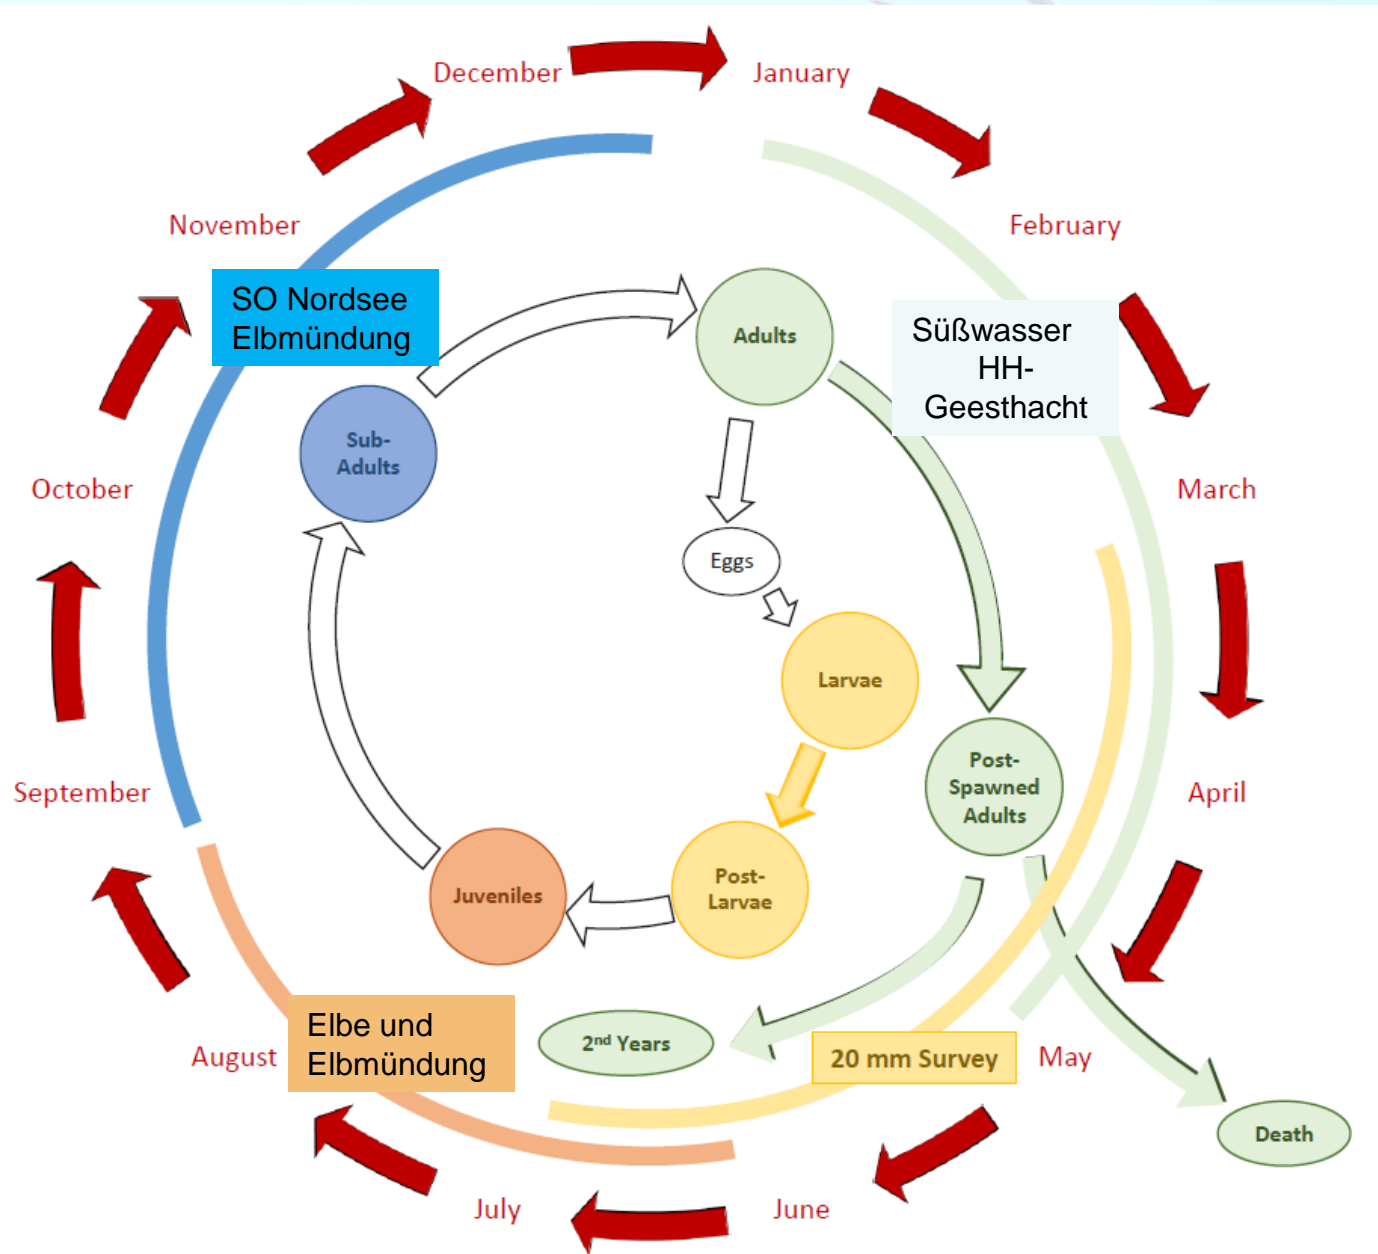 December
January
November
February
SO Nordsee
Elbmündung
Adults
Süßwasser
HH-
Geesthacht
Sub-
Adults
October
March
Eggs
Larvae
September
April
Post-
Spawned
Adults
Juveniles
Post-
Larvae
August
Elbe und
Elbmündung
2nd Years
20 mm Survey
May
Death
July
June